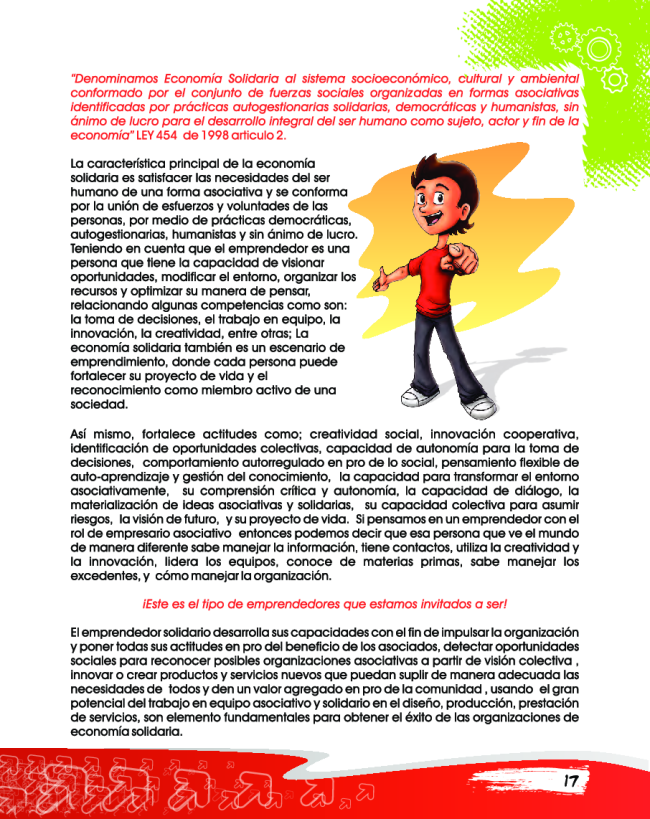 "Denominamos Economía Solidaria al sistema socioeconómico, cultural y ambiental
conformado por el conjunto de fuerzas sociales organizadas en formas asociativas
identificadas por prácticas autogestionarias solidarias, democráticas y humanistas, sin
ánimo de lucro para el desarrollo integral del ser humano como sujeto, actor y fin de la
economía" LEY 454 de 1998 articulo 2.
La característica principal de la economía
solidaria es satisfacer las necesidades del ser
humano de una forma asociativa y se conforma
por la unión de esfuerzos y voluntades de las
personas, por medio de prácticas democráticas,
autogestionarias, humanistas y sin ánimo de lucro.
Teniendo en cuenta que el emprendedor es una
persona que tiene la capacidad de visionar
oportunidades, modificar el entorno, organizar los
recursos y optimizar su manera de pensar,
relacionando algunas competencias como son:
la toma de decisiones, el trabajo en equipo, la
innovación, la creatividad, entre otras; La
economía solidaria también es un escenario de
emprendimiento, donde cada persona puede
fortalecer su proyecto de vida y el
reconocimiento como miembro activo de una
sociedad.
Así mismo, fortalece actitudes como; creatividad social, innovación cooperativa,
identificación de oportunidades colectivas, capacidad de autonomía para la toma de
decisiones, comportamiento autorregulado en pro de lo social, pensamiento flexible de
auto-aprendizaje y gestión del conocimiento, la capacidad para transformar el entorno
asociativamente, su comprensión crítica y autonomía, la capacidad de diálogo, la
materialización de ideas asociativas y solidarias, su capacidad colectiva para asumir
riesgos, la visión de futuro, y su proyecto de vida. Si pensamos en un emprendedor con el
rol de empresario asociativo entonces podemos decir que esa persona que ve el mundo
de manera diferente sabe manejar la información, tiene contactos, utiliza la creatividad y
la innovación, lidera los equipos, conoce de materias primas, sabe manejar los
excedentes, y cómo manejar la organización.
¡Este es el tipo de emprendedores que estamos invitados a ser!
El emprendedor solidario desarrolla sus capacidades con el fin de impulsar la organización
y poner todas sus actitudes en pro del beneficio de los asociados, detectar oportunidades
sociales para reconocer posibles organizaciones asociativas a partir de visión colectiva ,
innovar o crear productos y servicios nuevos que puedan suplir de manera adecuada las
necesidades de todos y den un valor agregado en pro de la comunidad , usando el gran
potencial del trabajo en equipo asociativo y solidario en el diseño, producción, prestación
de servicios, son elemento fundamentales para obtener el éxito de las organizaciones de
economía solidaria.
17